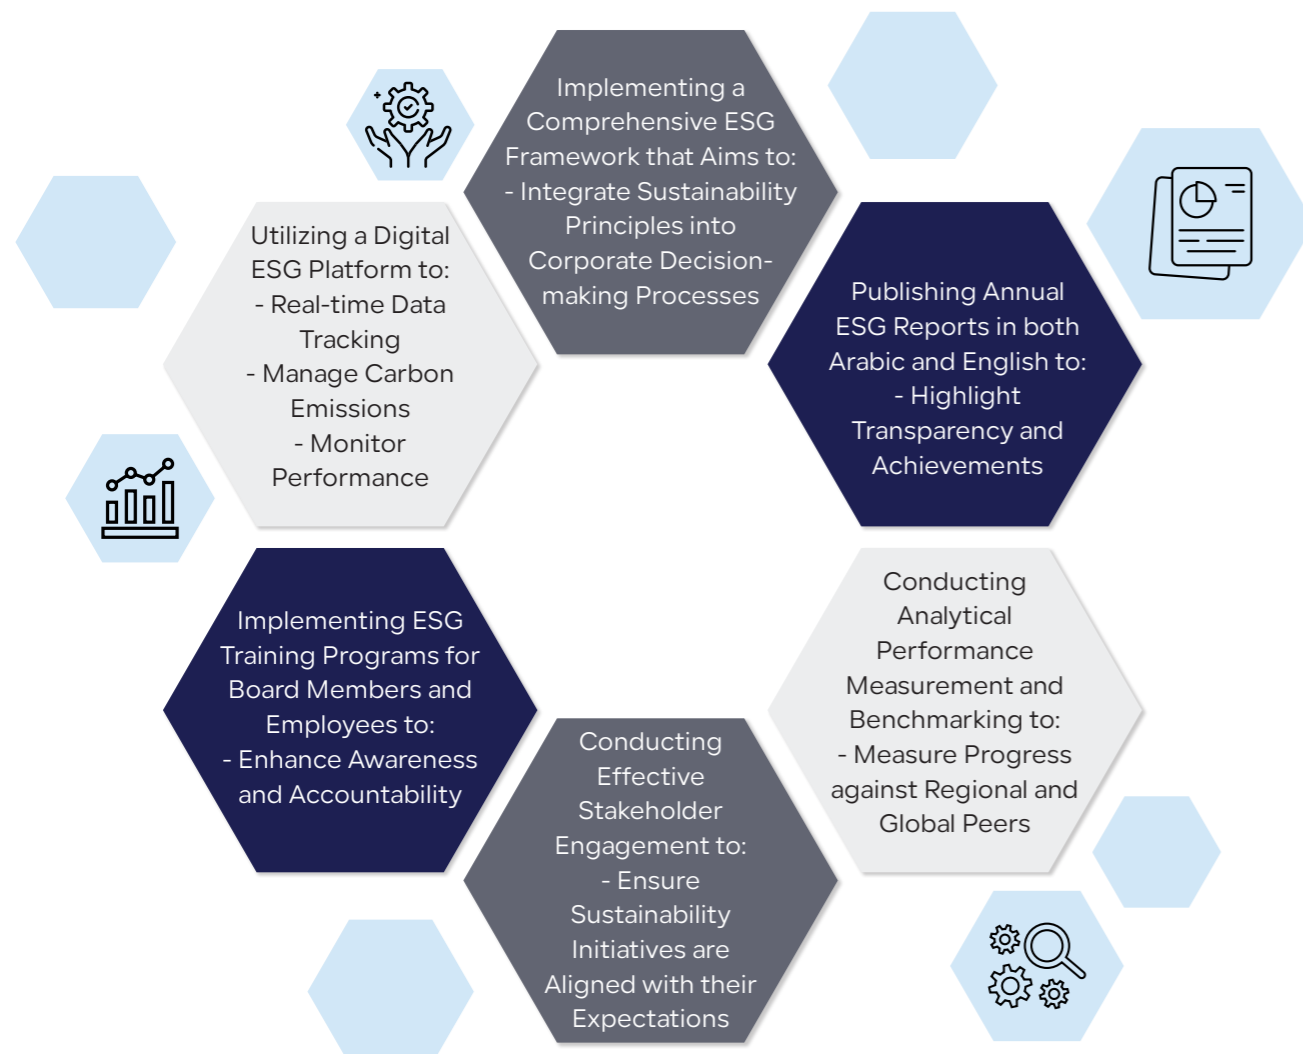 Implementing a
Comprehensive ESG
Framework that Aims to:
- Integrate Sustainability
Principles into
Corporate Decision-
making Processes
Publishing Annual
ESG Reports in both
Arabic and English to:
- Highlight
Transparency and
Achievements
Conducting
Analytical
Performance
Measurement and
Benchmarking to:
- Measure Progress
against Regional and
Global Peers
Conducting
Effective
Stakeholder
Engagement to:
- Ensure
Sustainability
Initiatives are
Aligned with their
Expectations
Implementing ESG
Training Programs for
Board Members and
Employees to:
- Enhance Awareness
and Accountability
Utilizing a Digital
ESG Platform to:
- Real-time Data
Tracking
- Manage Carbon
Emissions
- Monitor
Performance